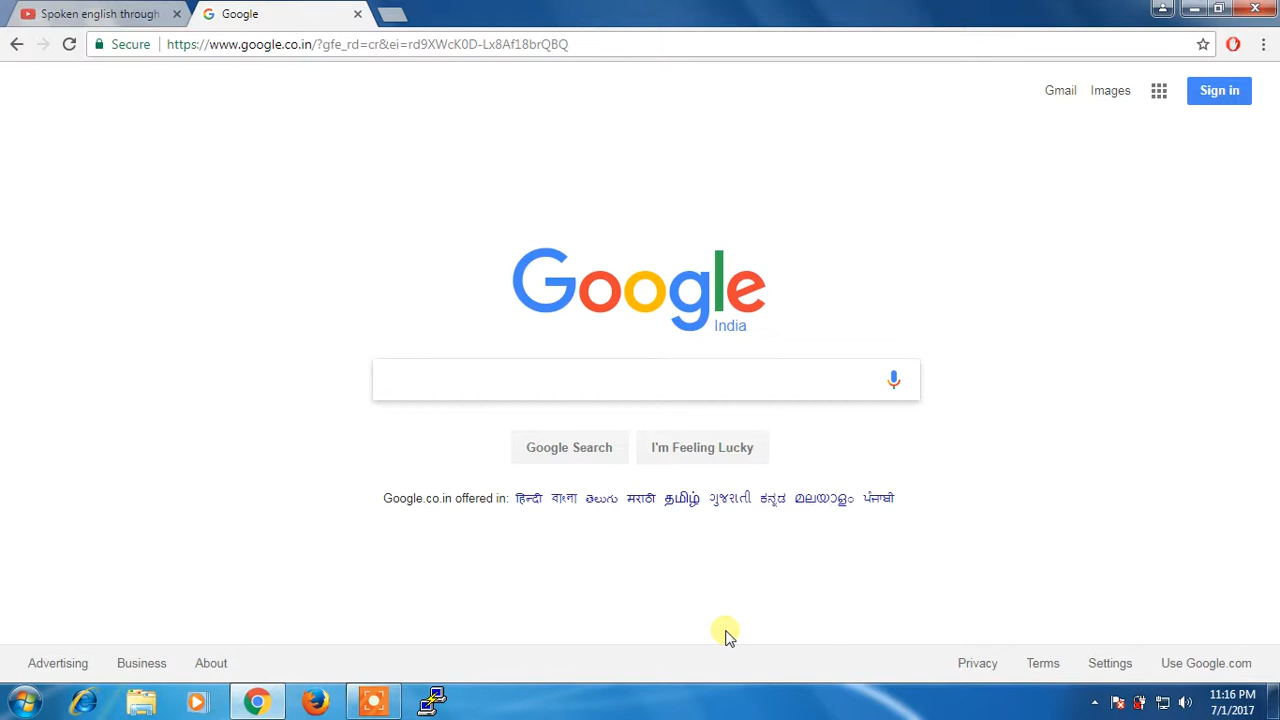 Spoken english through
Google
Secure https://www.google.co.in/?gfe_rd=cr&ei=rd9XWcK0D-Lx8Af18brQBQ
Gmail Images Sign in
Google
India
Google Search I'm Feeling Lucky
Google.co.in offered in: हिन्दी বাংলা తెలుగు मराठी தமிழ் ગુજરાતી ಕನ್ನಡ മലയാളം ਪੰਜਾਬੀ
Advertising Business About Privacy Terms Settings Use Google.com
11:16 PM
7/1/2017